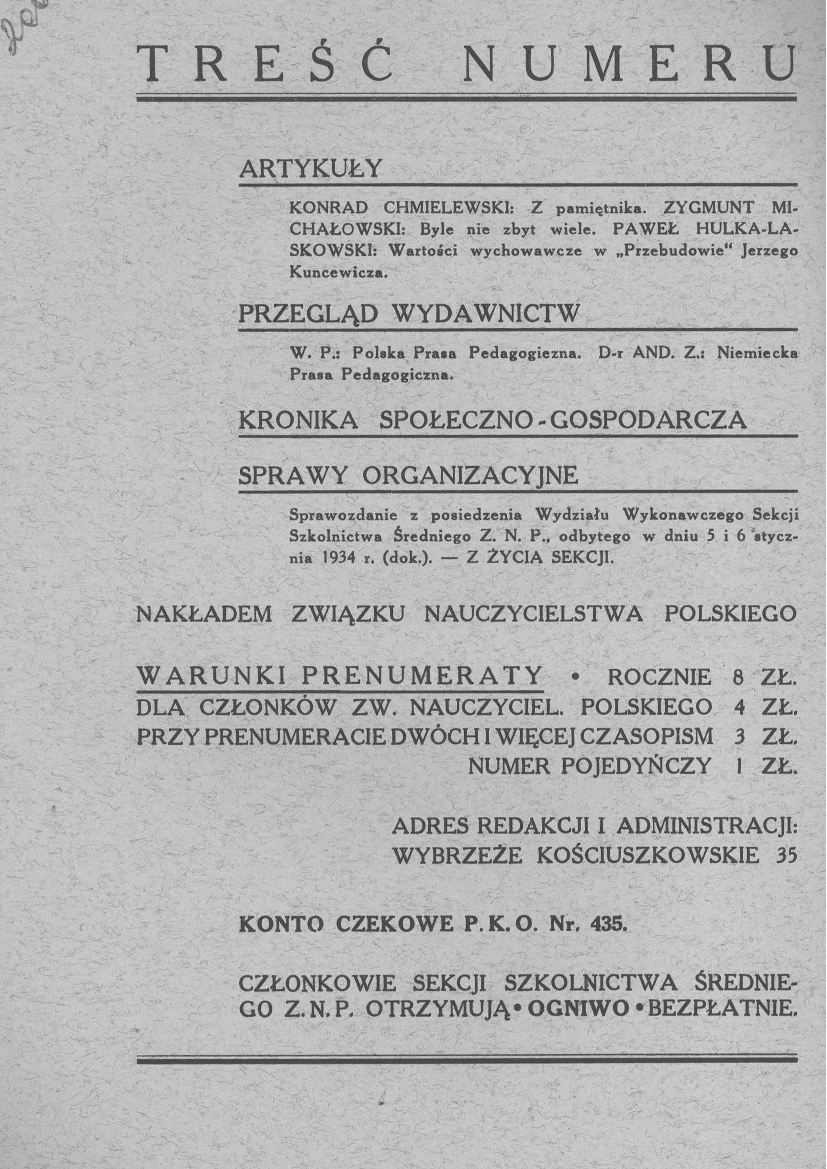 TREŚĆ NUMERU
ARTYKUŁY
KONRAD CHMIELEWSKI: Z pamiętnika. ZYGMUNT MI-
CHAŁOWSKI: Byle nie zbyt wiele. PAWEŁ HULKA-LA-
SKOWSKI: Wartości wychowawcze w „Przebudowie“ Jerzego
Kuncewicza.
PRZEGLĄD WYDAWNICTW
W. P.: Polska Prasa Pedagogiezna. D-r AND. Z.: Niemiecka
Prasa Pedagogiczna.
KRONIKA SPOŁECZNO-GOSPODARCZA
SPRAWY ORGANIZACYJNE
Sprawozdanie z posiedzenia Wydziału Wykonawczego Sekcji
Szkolnictwa Średniego Z. N. P., odbytego w dniu 5 i 6 stycz-
nia 1934 r. (dok.). — Z ŻYCIA SEKCJI.
NAKŁADEM ZWIĄZKU NAUCZYCIELSTWA POLSKIEGO
WARUNKI PRENUMERATY • ROCZNIE 8 ZŁ.
DLA CZŁONKÓW ZW. NAUCZYCIEL. POLSKIEGO 4 ZŁ.
PRZY PRENUMERACIE DWÓCH I WIĘCEJ CZASOPISM 3 ZŁ.
NUMER POJEDYŃCZY 1 ZŁ.
ADRES REDAKCJI I ADMINISTRACJI:
WYBRZEŻE KOŚCIUSZKOWSKIE 35
KONTO CZEKOWE P. K. O. Nr. 435.
CZŁONKOWIE SEKCJI SZKOLNICTWA ŚREDNIE-
GO Z. N. P. OTRZYMUJĄ • OGNIWO • BEZPŁATNIE.